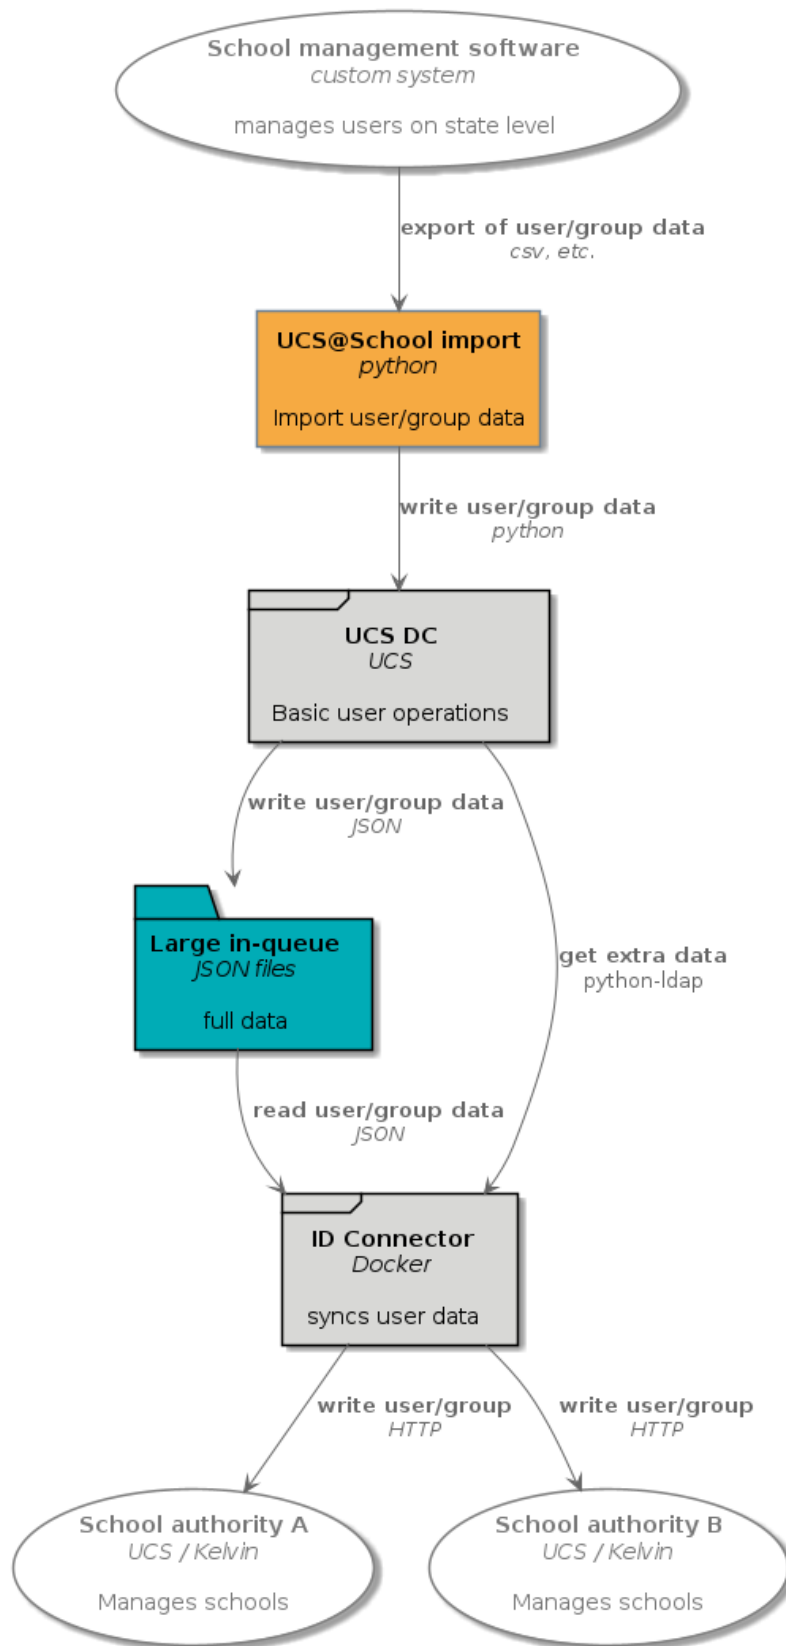 School management software
custom system
manages users on state level
export of user/group data
csv, etc.
UCS@School import
python
Import user/group data
write user/group data
python
UCS DC
UCS
Basic user operations
write user/group data
JSON
get extra data
python-ldap
Large in-queue
JSON files
full data
read user/group data
JSON
ID Connector
Docker
syncs user data
write user/group
HTTP
write user/group
HTTP
School authority A
UCS / Kelvin
Manages schools
School authority B
UCS / Kelvin
Manages schools